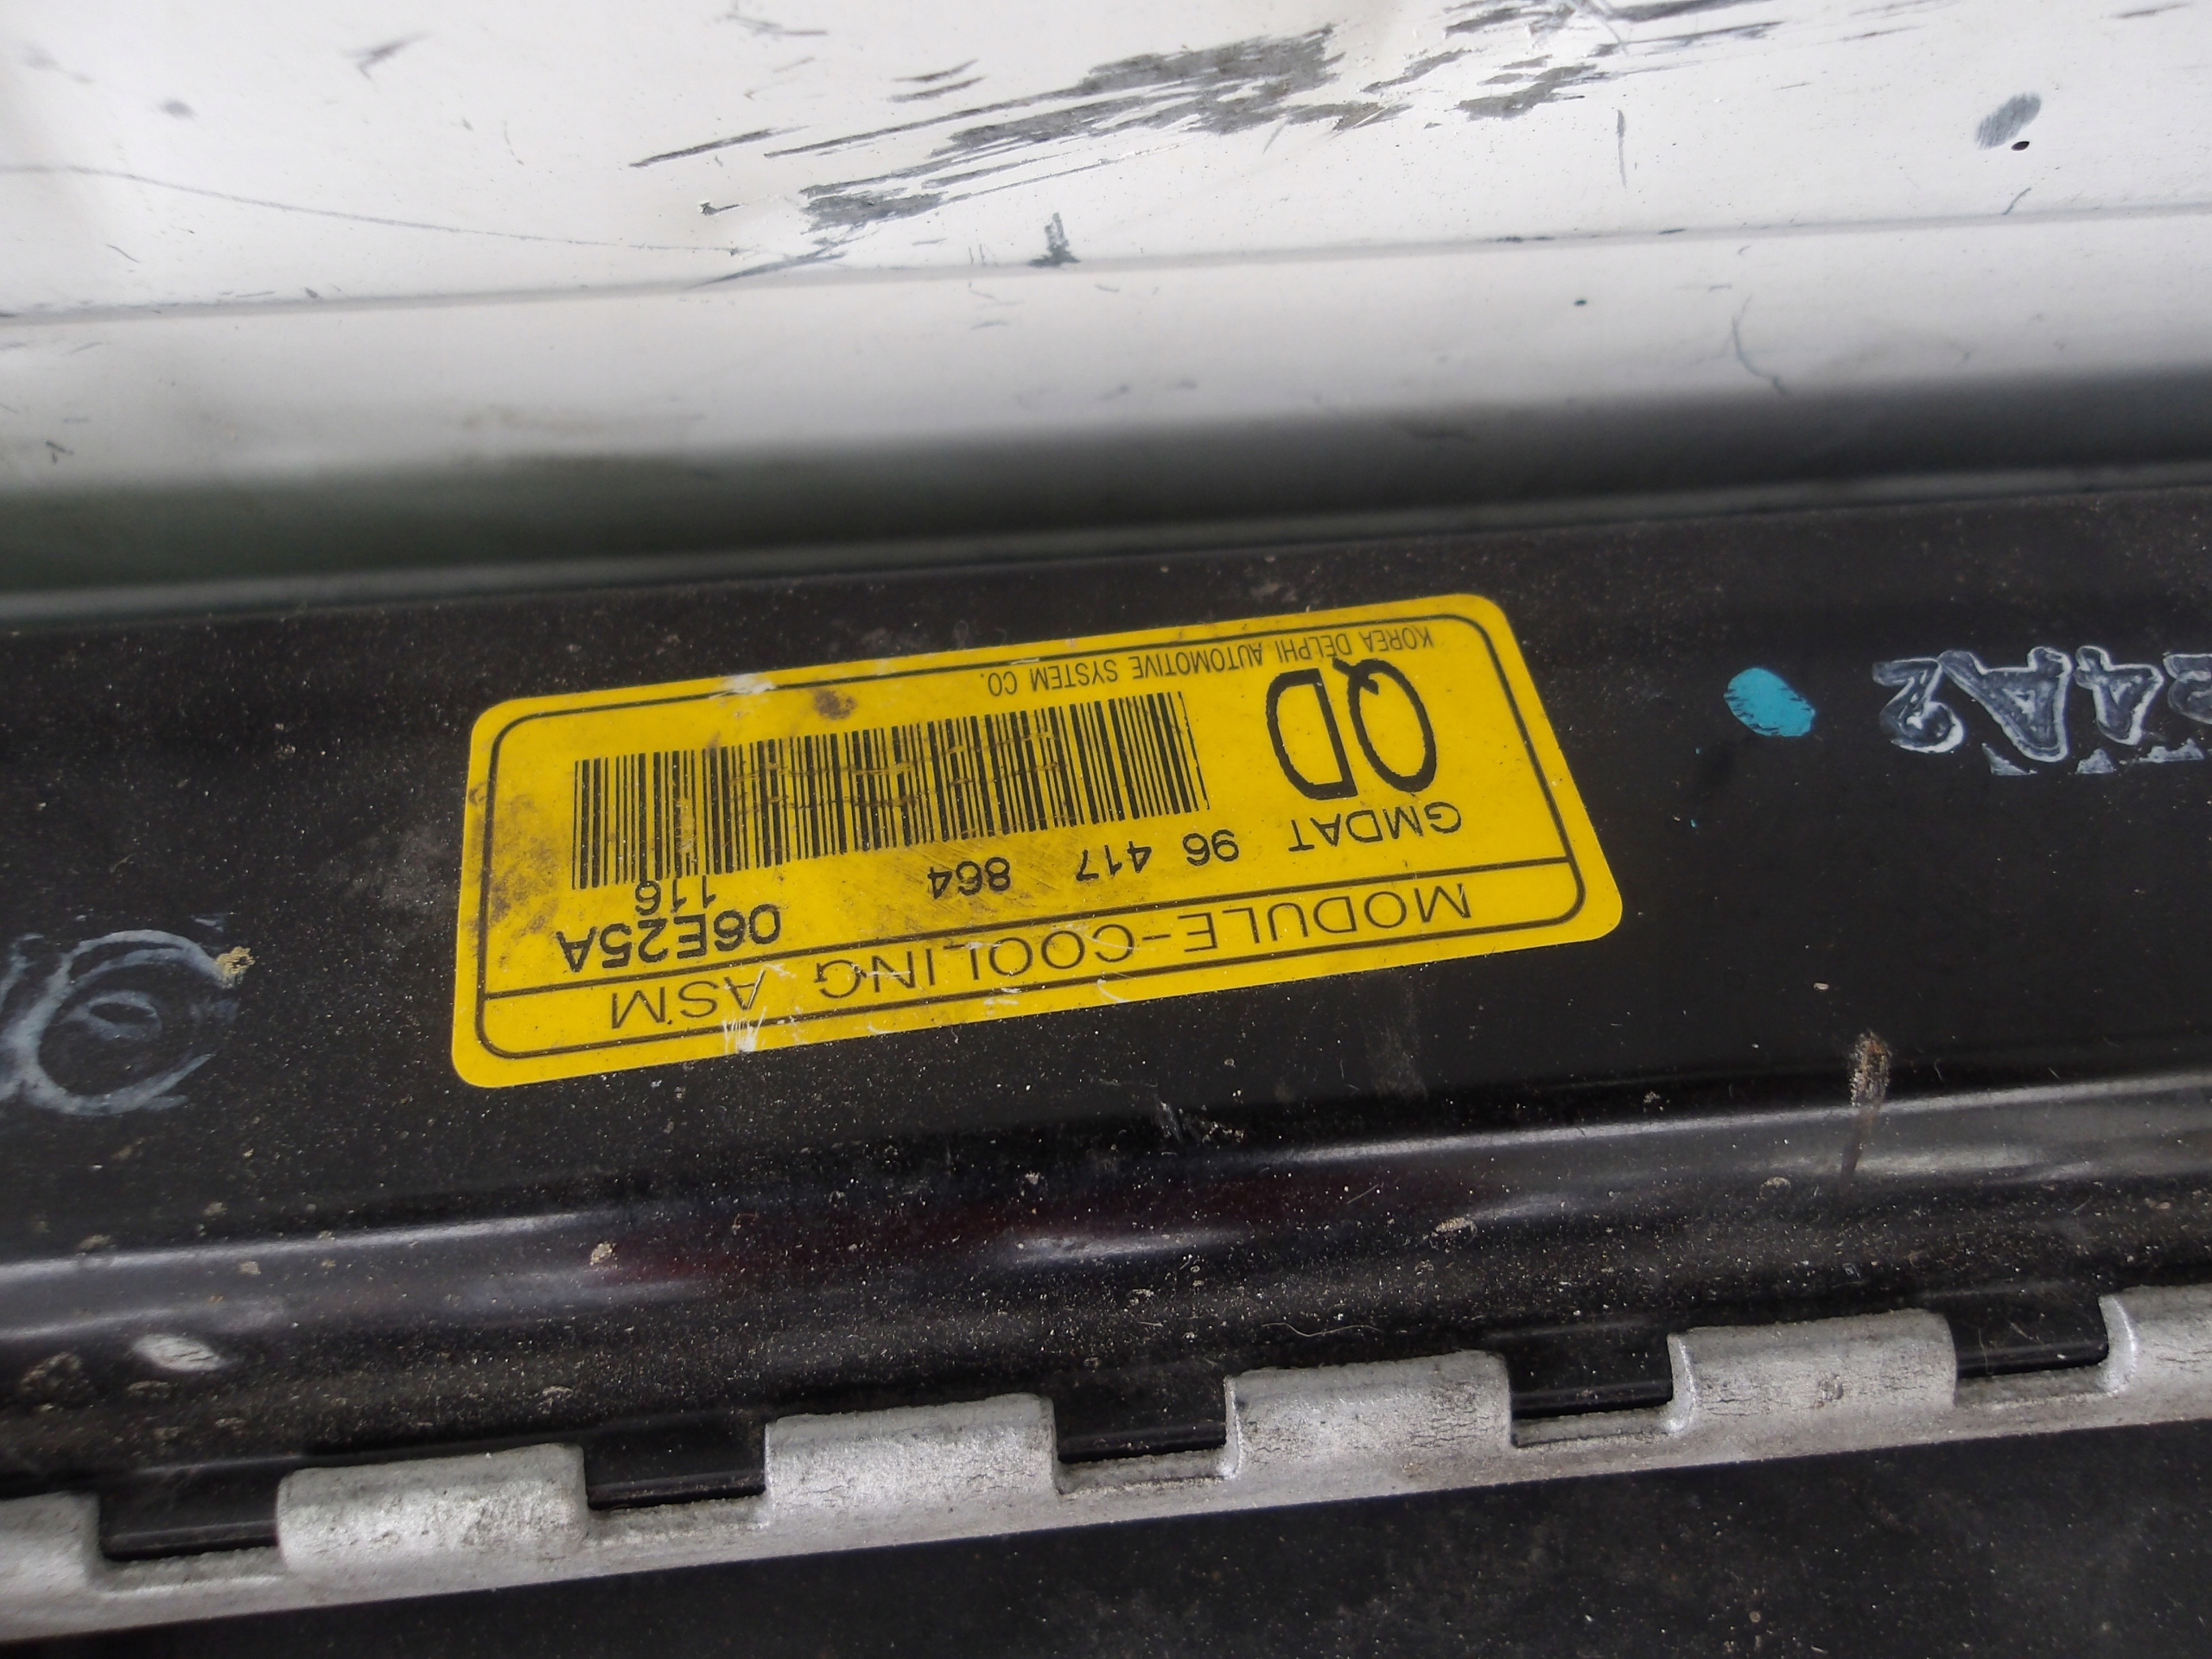 MODULE-COOLING ASM
GMDAT 96 417 864 06E25A
116
QD
KOREA DELPHI AUTOMOTIVE SYSTEM CO.